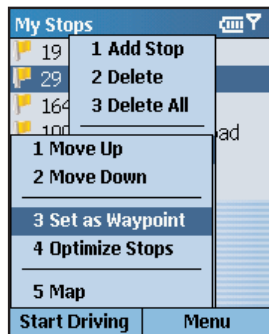 My Stops
19
1 Add Stop
29
2 Delete
164
3 Delete All
100
ad
1 Move Up
2 Move Down
3 Set as Waypoint
4 Optimize Stops
5 Map
Start Driving Menu